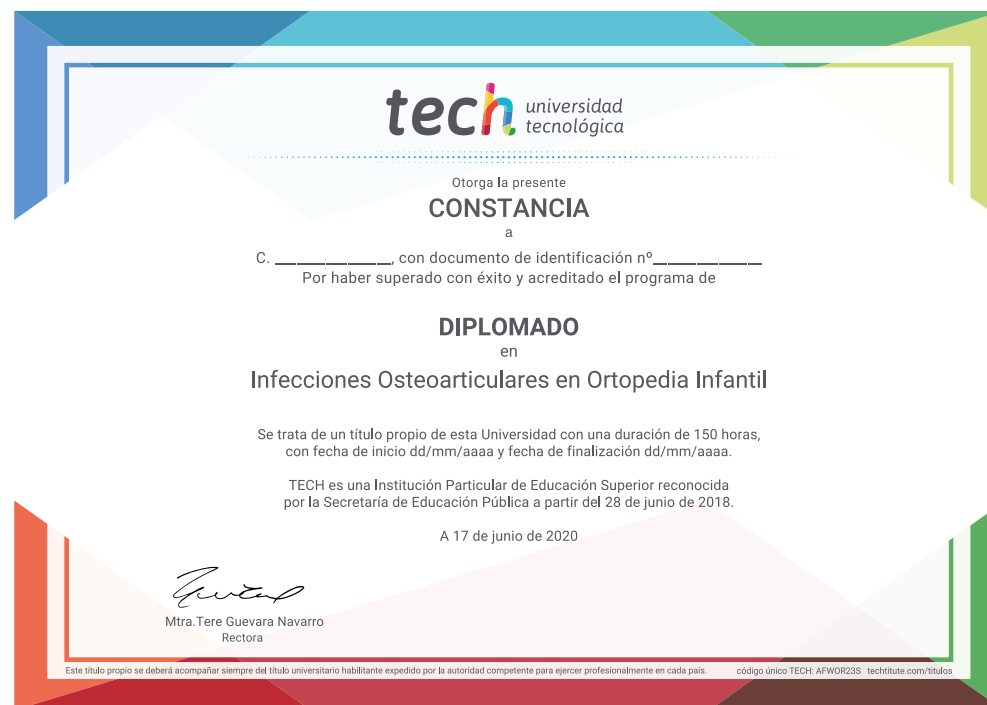 tech universidad
tecnológica
Otorga la presente
CONSTANCIA
a
C. ______________, con documento de identificación nº_____________
Por haber superado con éxito y acreditado el programa de
DIPLOMADO
en
Infecciones Osteoarticulares en Ortopedia Infantil
Se trata de un título propio de esta Universidad con una duración de 150 horas,
con fecha de inicio dd/mm/aaaa y fecha de finalización dd/mm/aaaa.
TECH es una Institución Particular de Educación Superior reconocida
por la Secretaría de Educación Pública a partir del 28 de junio de 2018.
A 17 de junio de 2020
Mtra.Tere Guevara Navarro
Rectora
Este título propio se deberá acompañar siempre del título universitario habilitante expedido por la autoridad competente para ejercer profesionalmente en cada país. código único TECH: AFWOR23S techtitute.com/titulos